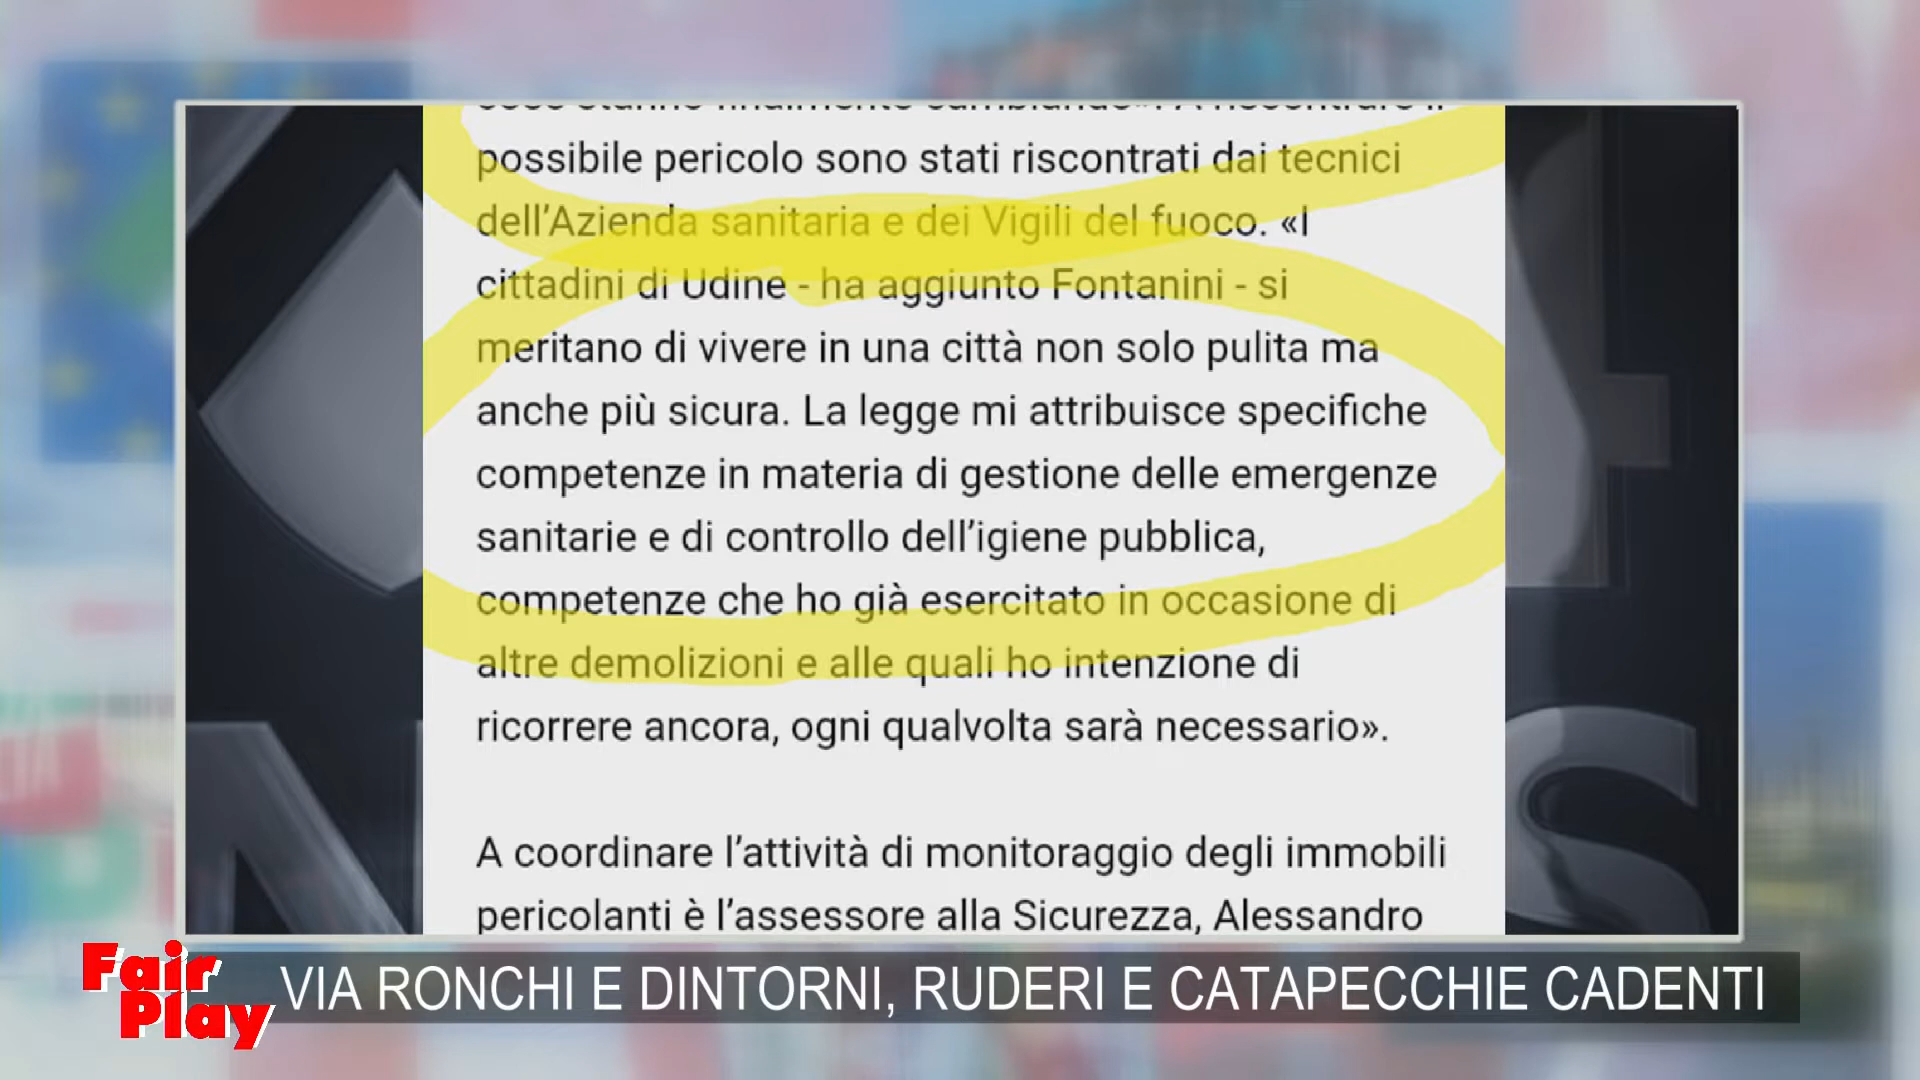 possibile pericolo sono stati riscontrati dai tecnici
dell’Azienda sanitaria e dei Vigili del fuoco. «I
cittadini di Udine - ha aggiunto Fontanini - si
meritano di vivere in una città non solo pulita ma
anche più sicura. La legge mi attribuisce specifiche
competenze in materia di gestione delle emergenze
sanitarie e di controllo dell’igiene pubblica,
competenze che ho già esercitato in occasione di
altre demolizioni e alle quali ho intenzione di
ricorrere ancora, ogni qualvolta sarà necessario».
A coordinare l’attività di monitoraggio degli immobili
pericolanti è l’assessore alla Sicurezza, Alessandro
Fair
Play
VIA RONCHI E DINTORNI, RUDERI E CATAPECCHIE CADENTI